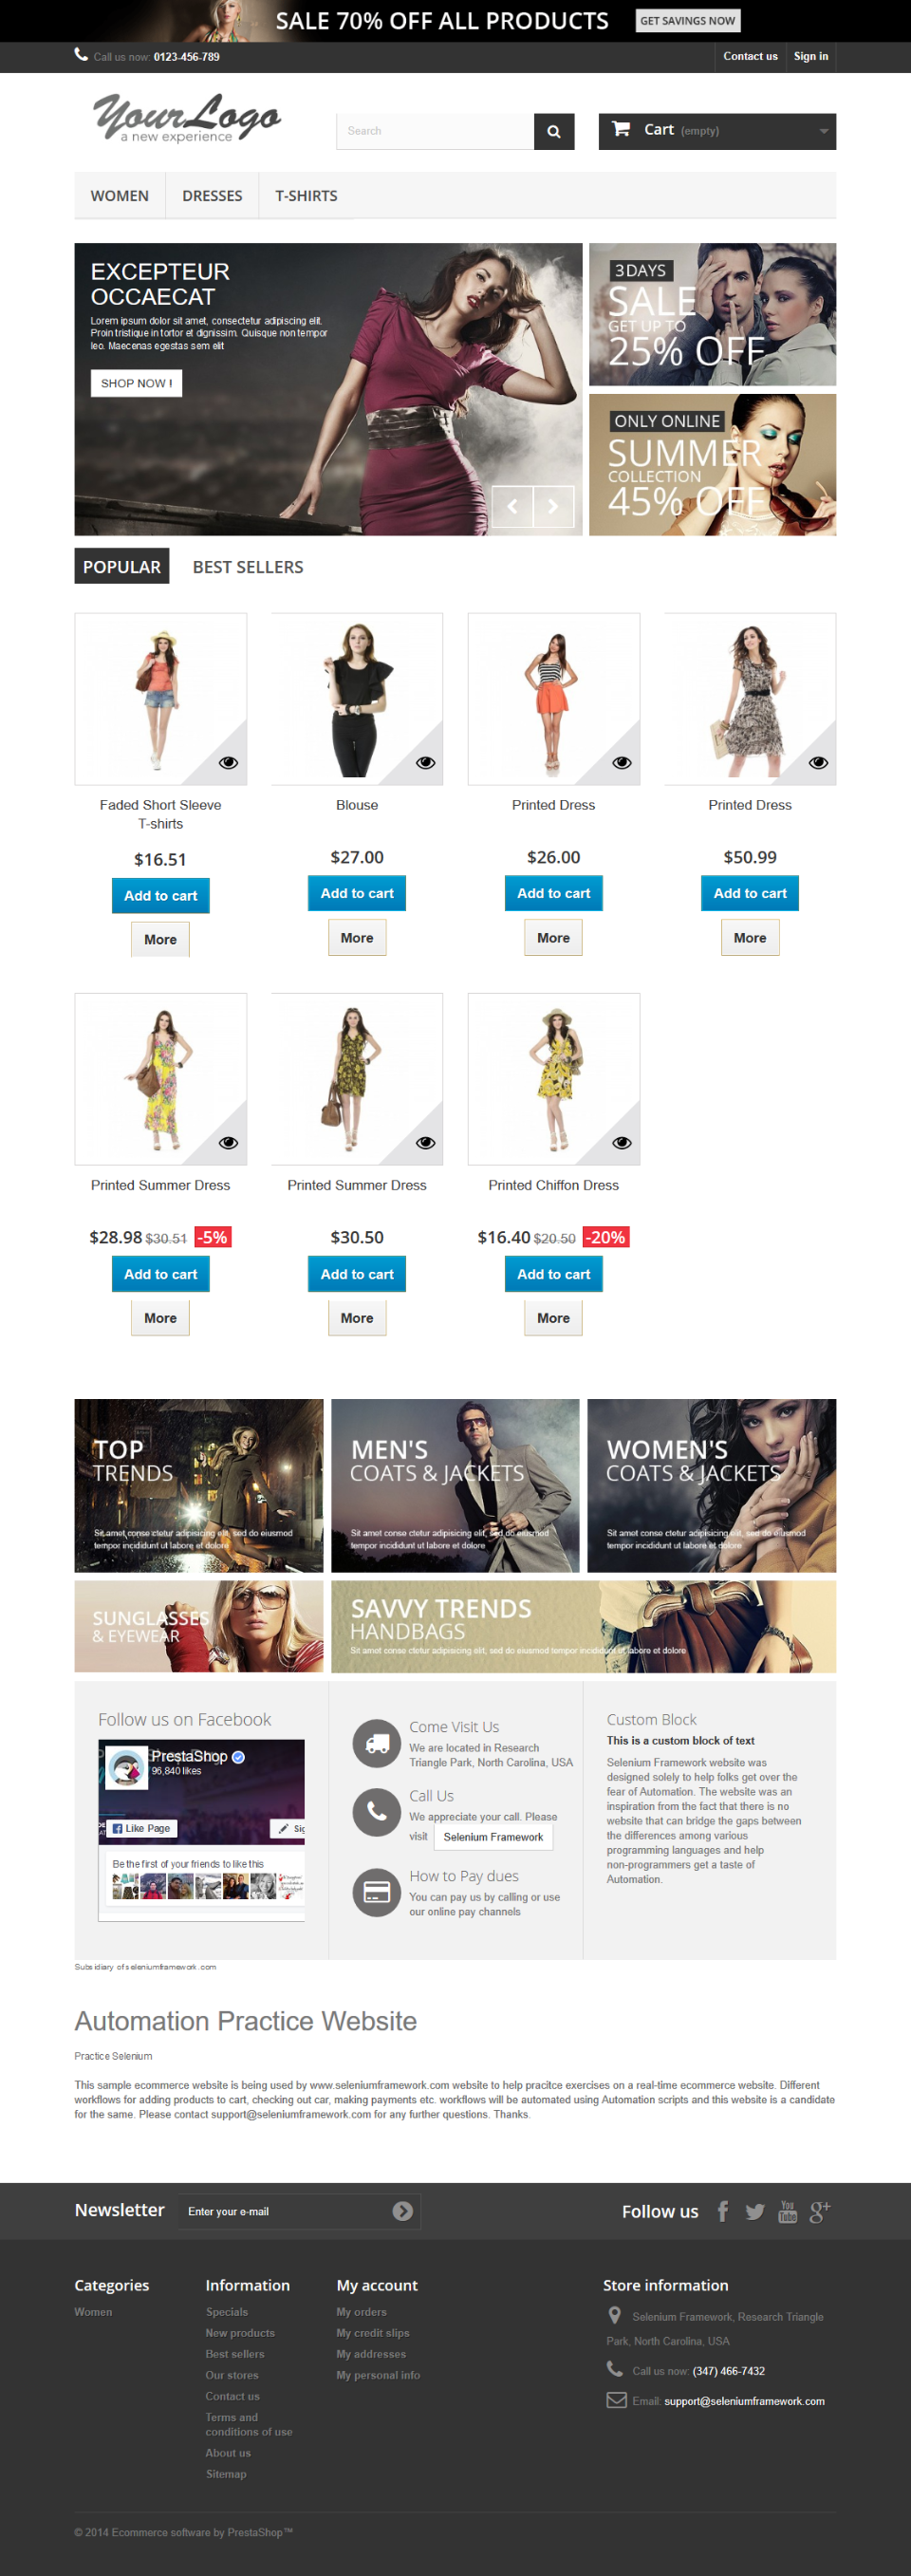 SALE 70% OFF ALL PRODUCTS GET SAVINGS NOW
Call us now: 0123-456-789 Contact us Sign in
Your Logo
a new experience
Search
Cart (empty)
WOMEN DRESSES T-SHIRTS
EXCEPTEUR
OCCAECAT
Lorem ipsum dolor sit amet, consectetur adipiscing elit.
Proin tristique in tortor et dignissim. Quisque non tempor
leo. Maecenas egestas sem elit
SHOP NOW !
3DAYS
SALE
GET UP TO
25% OFF
ONLY ONLINE
SUMMER
COLLECTION
45% OFF
POPULAR BEST SELLERS
Faded Short Sleeve
T-shirts
$16.51
Add to cart
More
Blouse
$27.00
Add to cart
More
Printed Dress
$26.00
Add to cart
More
Printed Dress
$50.99
Add to cart
More
Printed Summer Dress
$28.98 $30.51 -5%
Add to cart
More
Printed Summer Dress
$30.50
Add to cart
More
Printed Chiffon Dress
$16.40 $20.50 -20%
Add to cart
More
TOP
TRENDS
Sit amet conse ctetur adipisicing elit, sed do eiusmod
tempor incididunt ut labore et dolore
MEN'S
COATS & JACKETS
Sit amet conse ctetur adipisicing elit, sed do eiusmod
tempor incididunt ut labore et dolore
WOMEN'S
COATS & JACKETS
Sit amet conse ctetur adipisicing elit, sed do eiusmod
tempor incididunt ut labore et dolore
SUNGLASSES
& EYEWEAR
SAVVY TRENDS
HANDBAGS
Sit amet conse ctetur adipisicing elit, sed do eiusmod tempor incididunt ut labore et dolore
Follow us on Facebook
PrestaShop
96,840 likes
Like Page
Sig
Be the first of your friends to like this
Come Visit Us
We are located in Research
Triangle Park, North Carolina, USA
Call Us
We appreciate your call. Please
visit Selenium Framework
How to Pay dues
You can pay us by calling or use
our online pay channels
Custom Block
This is a custom block of text
Selenium Framework website was
designed solely to help folks get over the
fear of Automation. The website was an
inspiration from the fact that there is no
website that can bridge the gaps between
the differences among various
programming languages and help
non-programmers get a taste of
Automation.
Subsidiary of seleniumframework.com
Automation Practice Website
Practice Selenium
This sample ecommerce website is being used by www.seleniumframework.com website to help pracitce exercises on a real-time ecommerce website. Different
workflows for adding products to cart, checking out car, making payments etc. workflows will be automated using Automation scripts and this website is a candidate
for the same. Please contact support@seleniumframework.com for any further questions. Thanks.
Newsletter Enter your e-mail
Follow us f You Tube g+
Categories
Women
Information
Specials
New products
Best sellers
Our stores
Contact us
Terms and
conditions of use
About us
Sitemap
My account
My orders
My credit slips
My addresses
My personal info
Store information
Selenium Framework, Research Triangle
Park, North Carolina, USA
Call us now: (347) 466-7432
Email: support@seleniumframework.com
© 2014 Ecommerce software by PrestaShop™